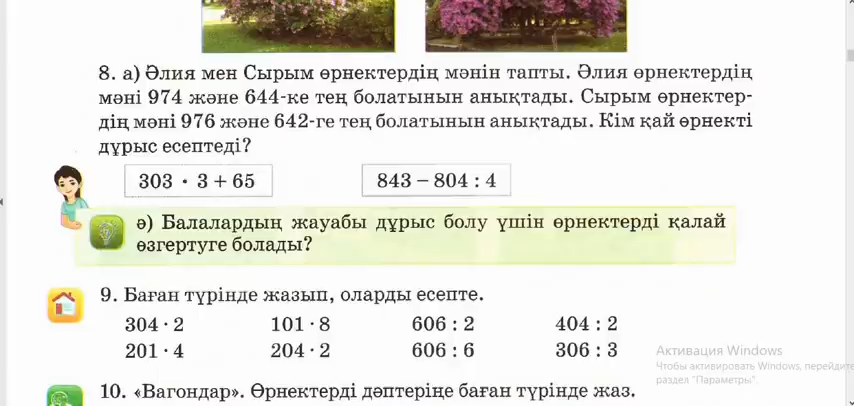 8. а) Әлия мен Сырым өрнектердің мәнін тапты. Әлия өрнектердің
мәні 974 және 644-ке тең болатынын анықтады. Сырым өрнектер-
дің мәні 976 және 642-ге тең болатынын анықтады. Кім қай өрнекті
дұрыс есептеді?
303 · 3 + 65
843 – 804 : 4
ә) Балалардың жауабы дұрыс болу үшін өрнектерді қалай
өзгертуге болады?
9. Баған түрінде жазып, оларды есепте.
304 · 2 101 · 8 606 : 2 404 : 2
201 · 4 204 · 2 606 : 6 306 : 3
Активация Windows
Чтобы активировать Windows, перейдите
раздел "Параметры".
10. «Вагондар». Өрнектерді дәптеріңе баған түрінде жаз.